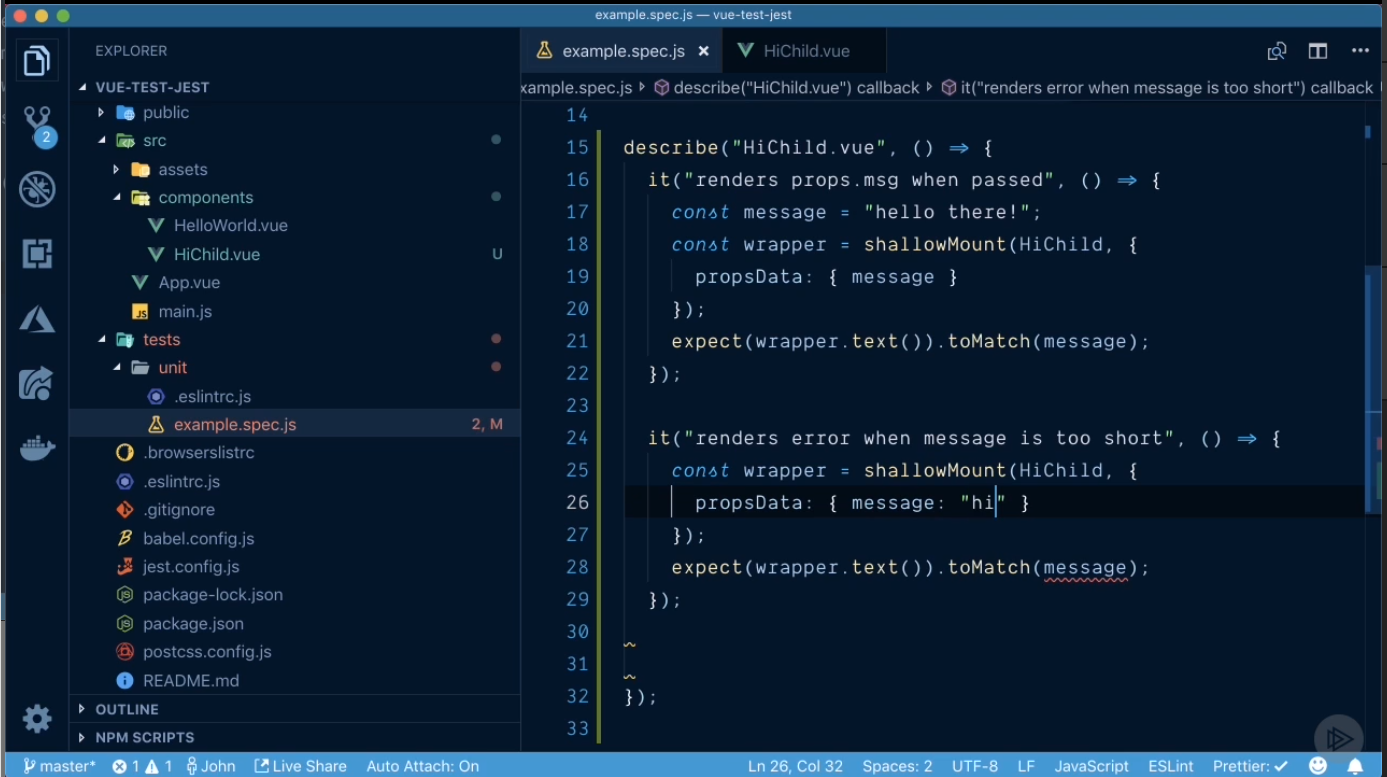 example.spec.js — vue-test-jest
EXPLORER
VUE-TEST-JEST
public
src
assets
components
HelloWorld.vue
HiChild.vue U
App.vue
main.js
tests
unit
.eslintrc.js
example.spec.js 2, M
.browserslistrc
.eslintrc.js
.gitignore
babel.config.js
jest.config.js
package-lock.json
package.json
postcss.config.js
README.md
OUTLINE
NPM SCRIPTS
2
example.spec.js × HiChild.vue
xample.spec.js describe("HiChild.vue") callback it("renders error when message is too short") callback
14
15 describe("HiChild.vue", () => {
16 it("renders props.msg when passed", () => {
17 const message = "hello there!";
18 const wrapper = shallowMount(HiChild, {
19 propsData: { message }
20 });
21 expect(wrapper.text()).toMatch(message);
22 });
23
24 it("renders error when message is too short", () => {
25 const wrapper = shallowMount(HiChild, {
26 propsData: { message: "hi" }
27 });
28 expect(wrapper.text()).toMatch(message);
29 });
30
31
32 });
33
master* 1 1 John Live Share Auto Attach: On Ln 26, Col 32 Spaces: 2 UTF-8 LF JavaScript ESLint Prettier: ✓